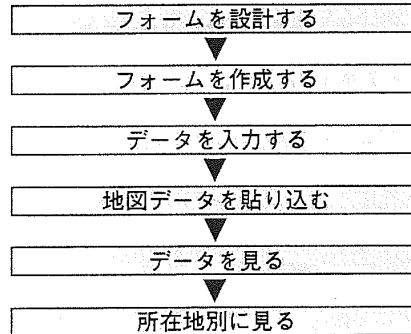 フォームを設計する
フォームを作成する
データを入力する
地図データを貼り込む
データを見る
所在地別に見る